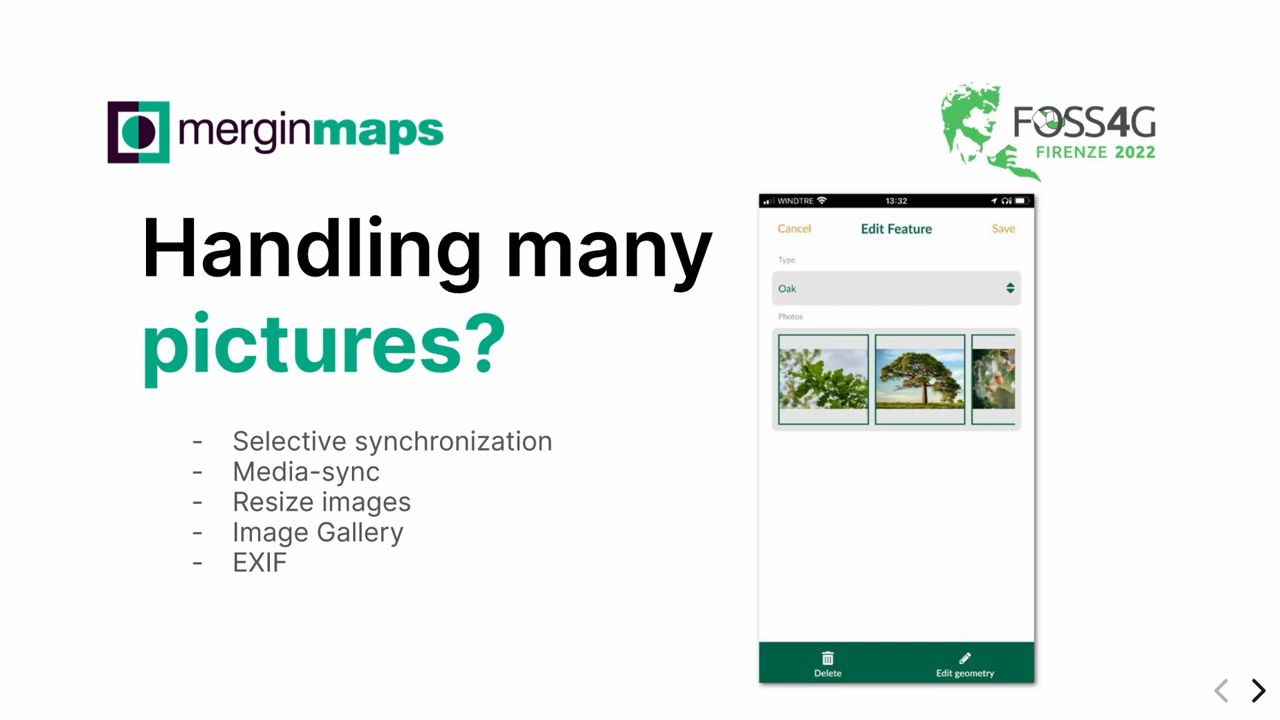 merginmaps
FOSS4G
FIRENZE 2022
Handling many
pictures?
- Selective synchronization
- Media-sync
- Resize images
- Image Gallery
- EXIF
WINDTRE 13:32
Cancel Edit Feature Save
Type
Oak
Photos
Delete Edit geometry